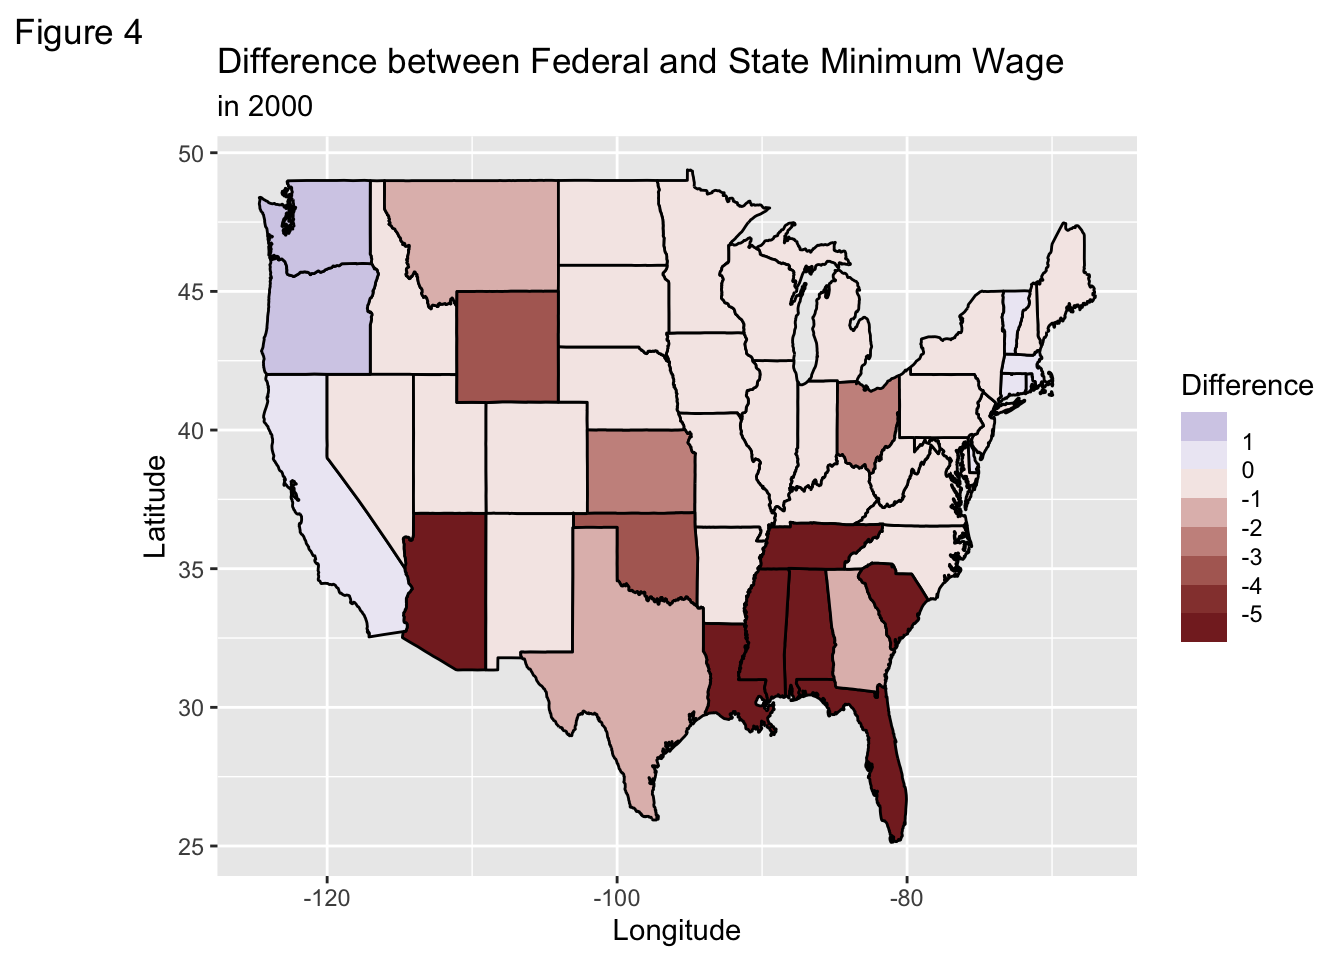 Figure 4
Difference between Federal and State Minimum Wage
in 2000
50
45
40
35
30
25
Latitude
-120
-100
-80
Longitude
Difference
1
0
-1
-2
-3
-4
-5